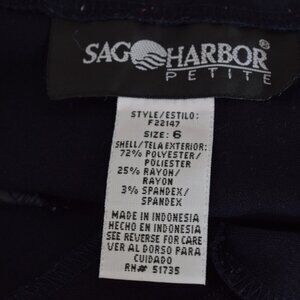 SAG HARBOR®
PETITE
STYLE/ESTILO:
F22147
SIZE: 6
SHELL/TELA EXTERIOR:
72% POLYESTER/
POLIESTER
25% RAYON/
RAYON
3% SPANDEX/
SPANDEX
MADE IN INDONESIA
HECHO EN INDONESIA
SEE REVERSE FOR CARE
VER AL DORSO PARA
CUIDADO
RN# 51735